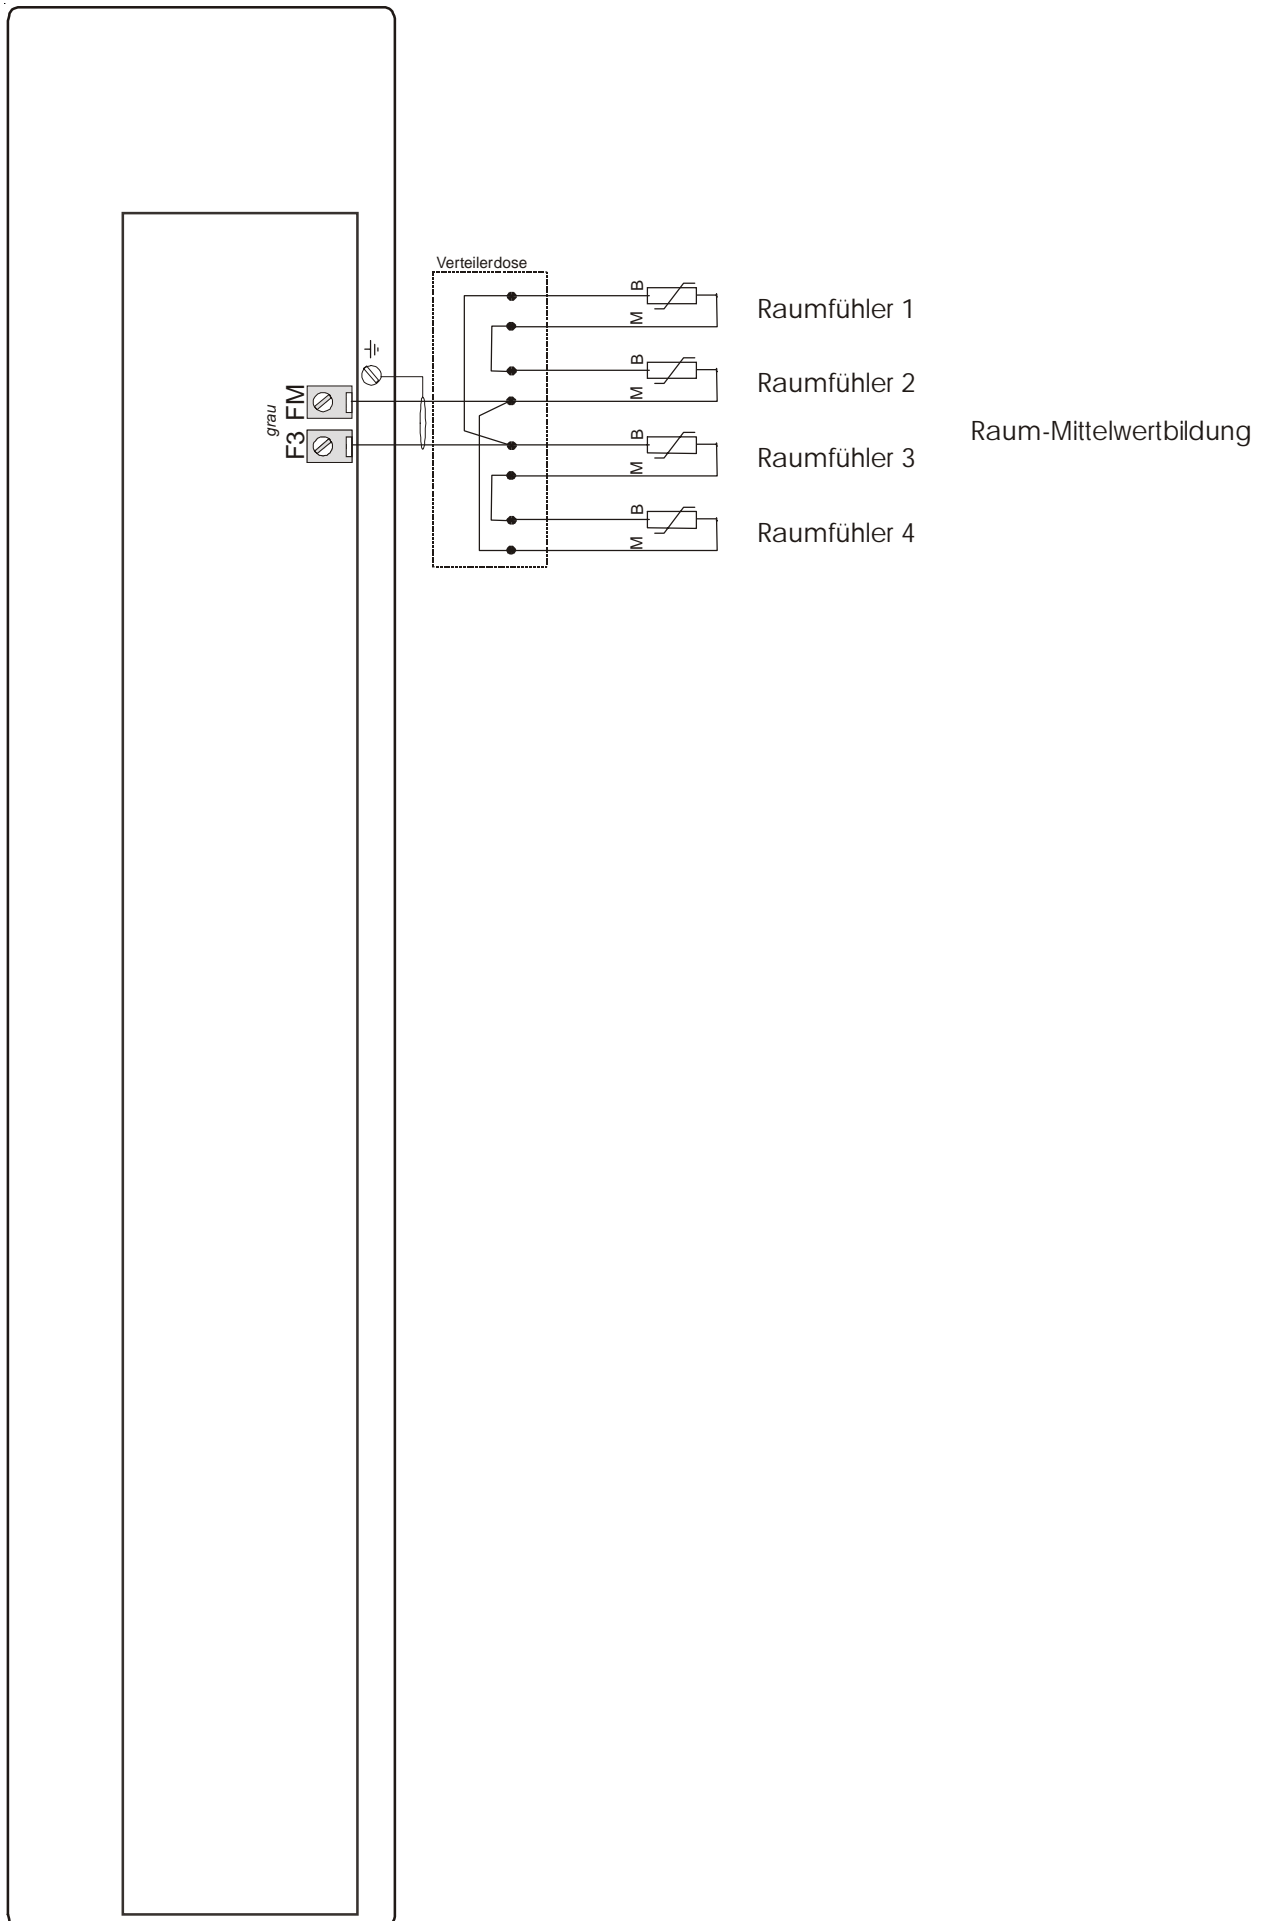 Verteilerdose
B
M
Raumfühler 1
B
M
Raumfühler 2
grau
FM
F3
B
M
Raumfühler 3
Raum-Mittelwertbildung
B
M
Raumfühler 4